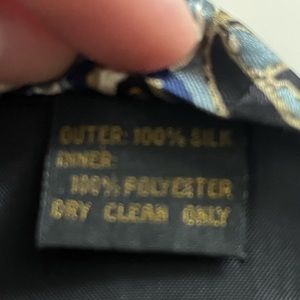 OUTER: 100% SILK
INNER:
100% POLYESTER
DRY CLEAN ONLY